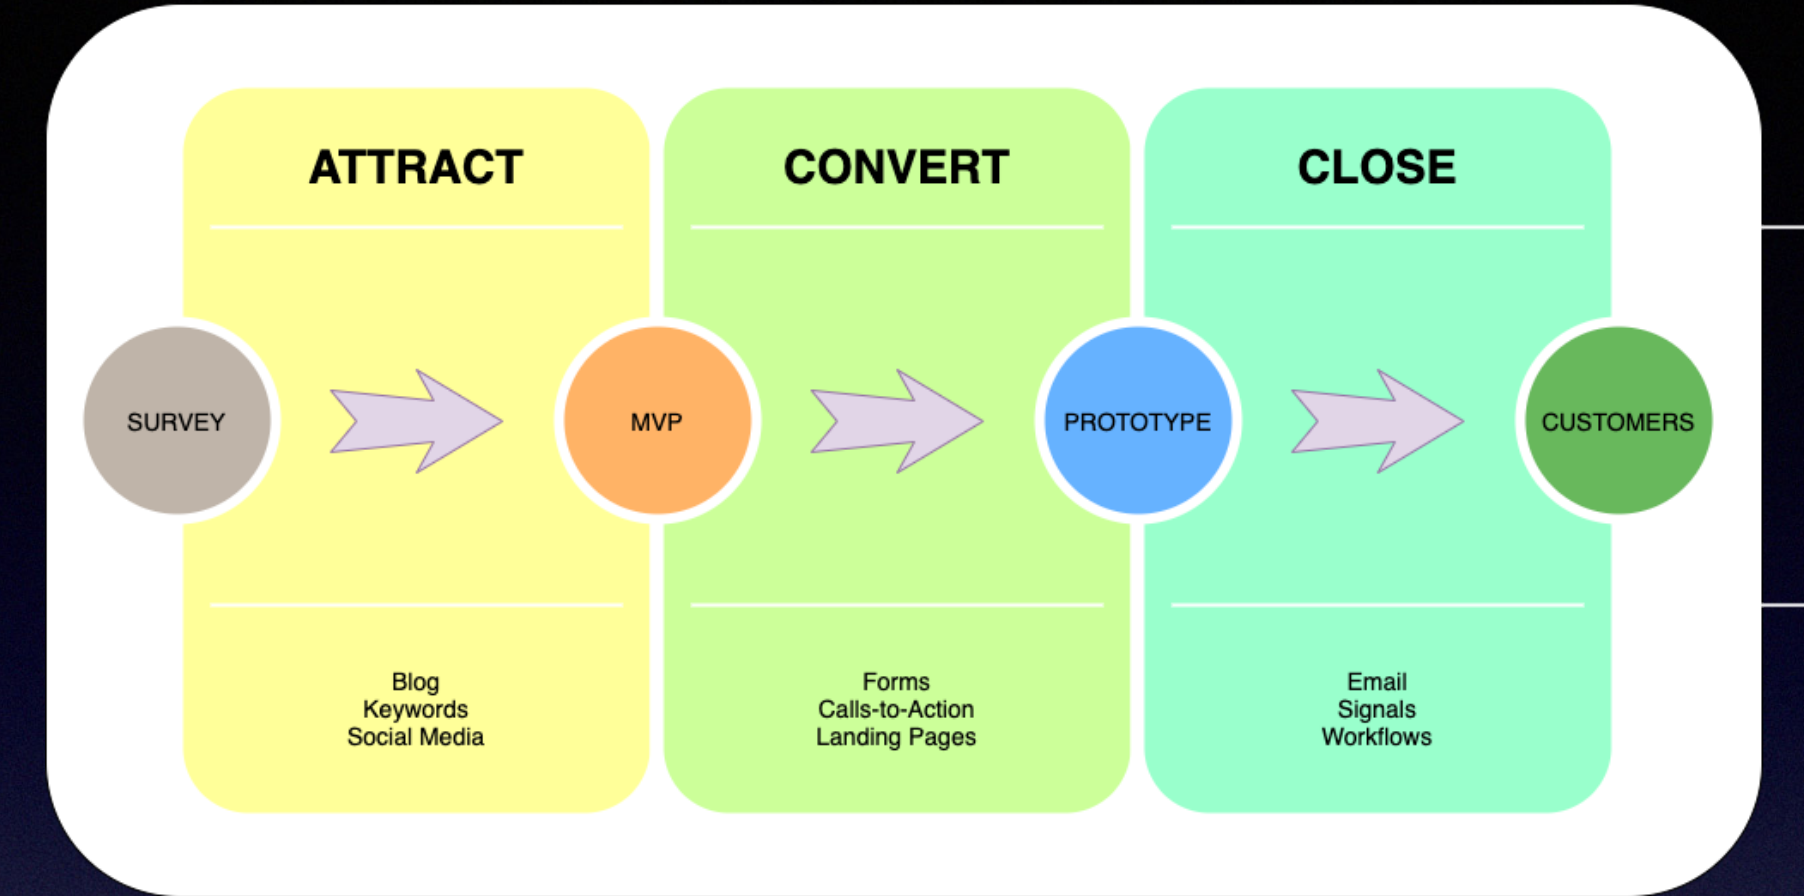 ATTRACT
CONVERT
CLOSE
SURVEY
MVP
PROTOTYPE
CUSTOMERS
Blog
Keywords
Social Media
Forms
Calls-to-Action
Landing Pages
Email
Signals
Workflows